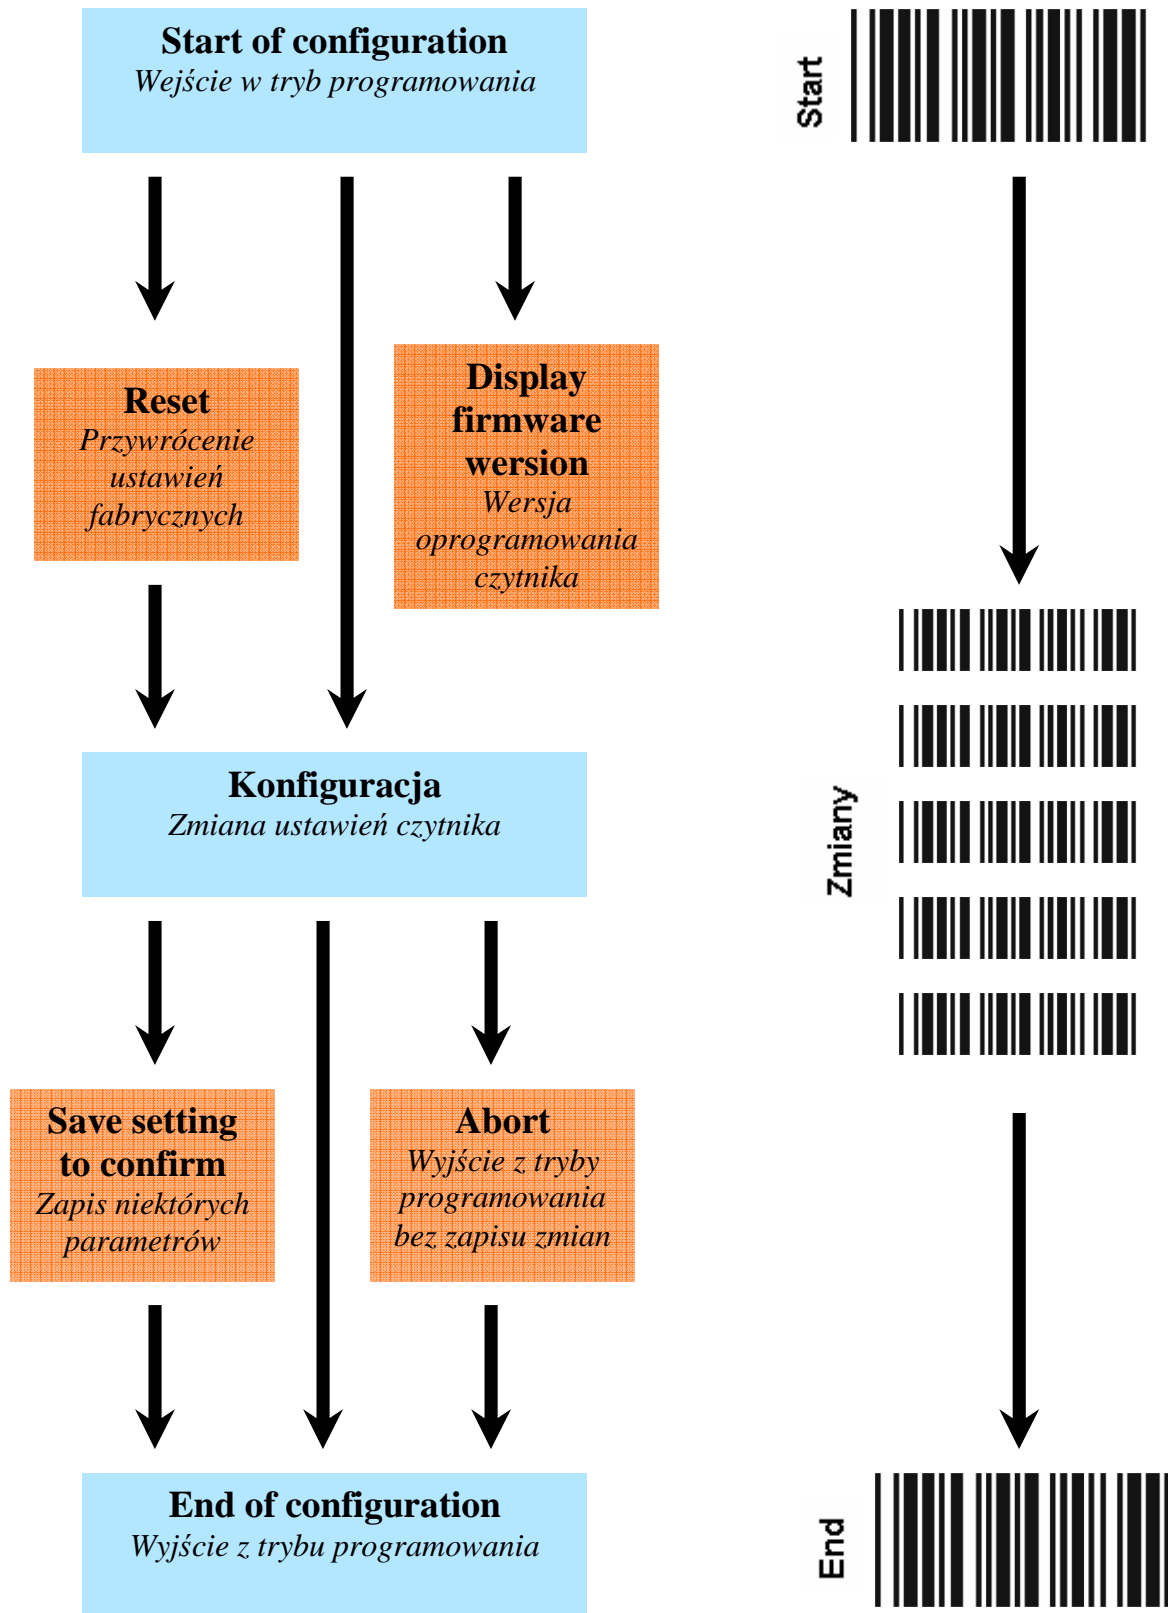 Start of configuration
Wejście w tryb programowania
Start
Reset
Przywrócenie
ustawień
fabrycznych
Display
firmware
wersion
Wersja
oprogramowania
czytnika
Konfiguracja
Zmiana ustawień czytnika
Zmiany
Save setting
to confirm
Zapis niektórych
parametrów
Abort
Wyjście z tryby
programowania
bez zapisu zmian
End of configuration
Wyjście z trybu programowania
End